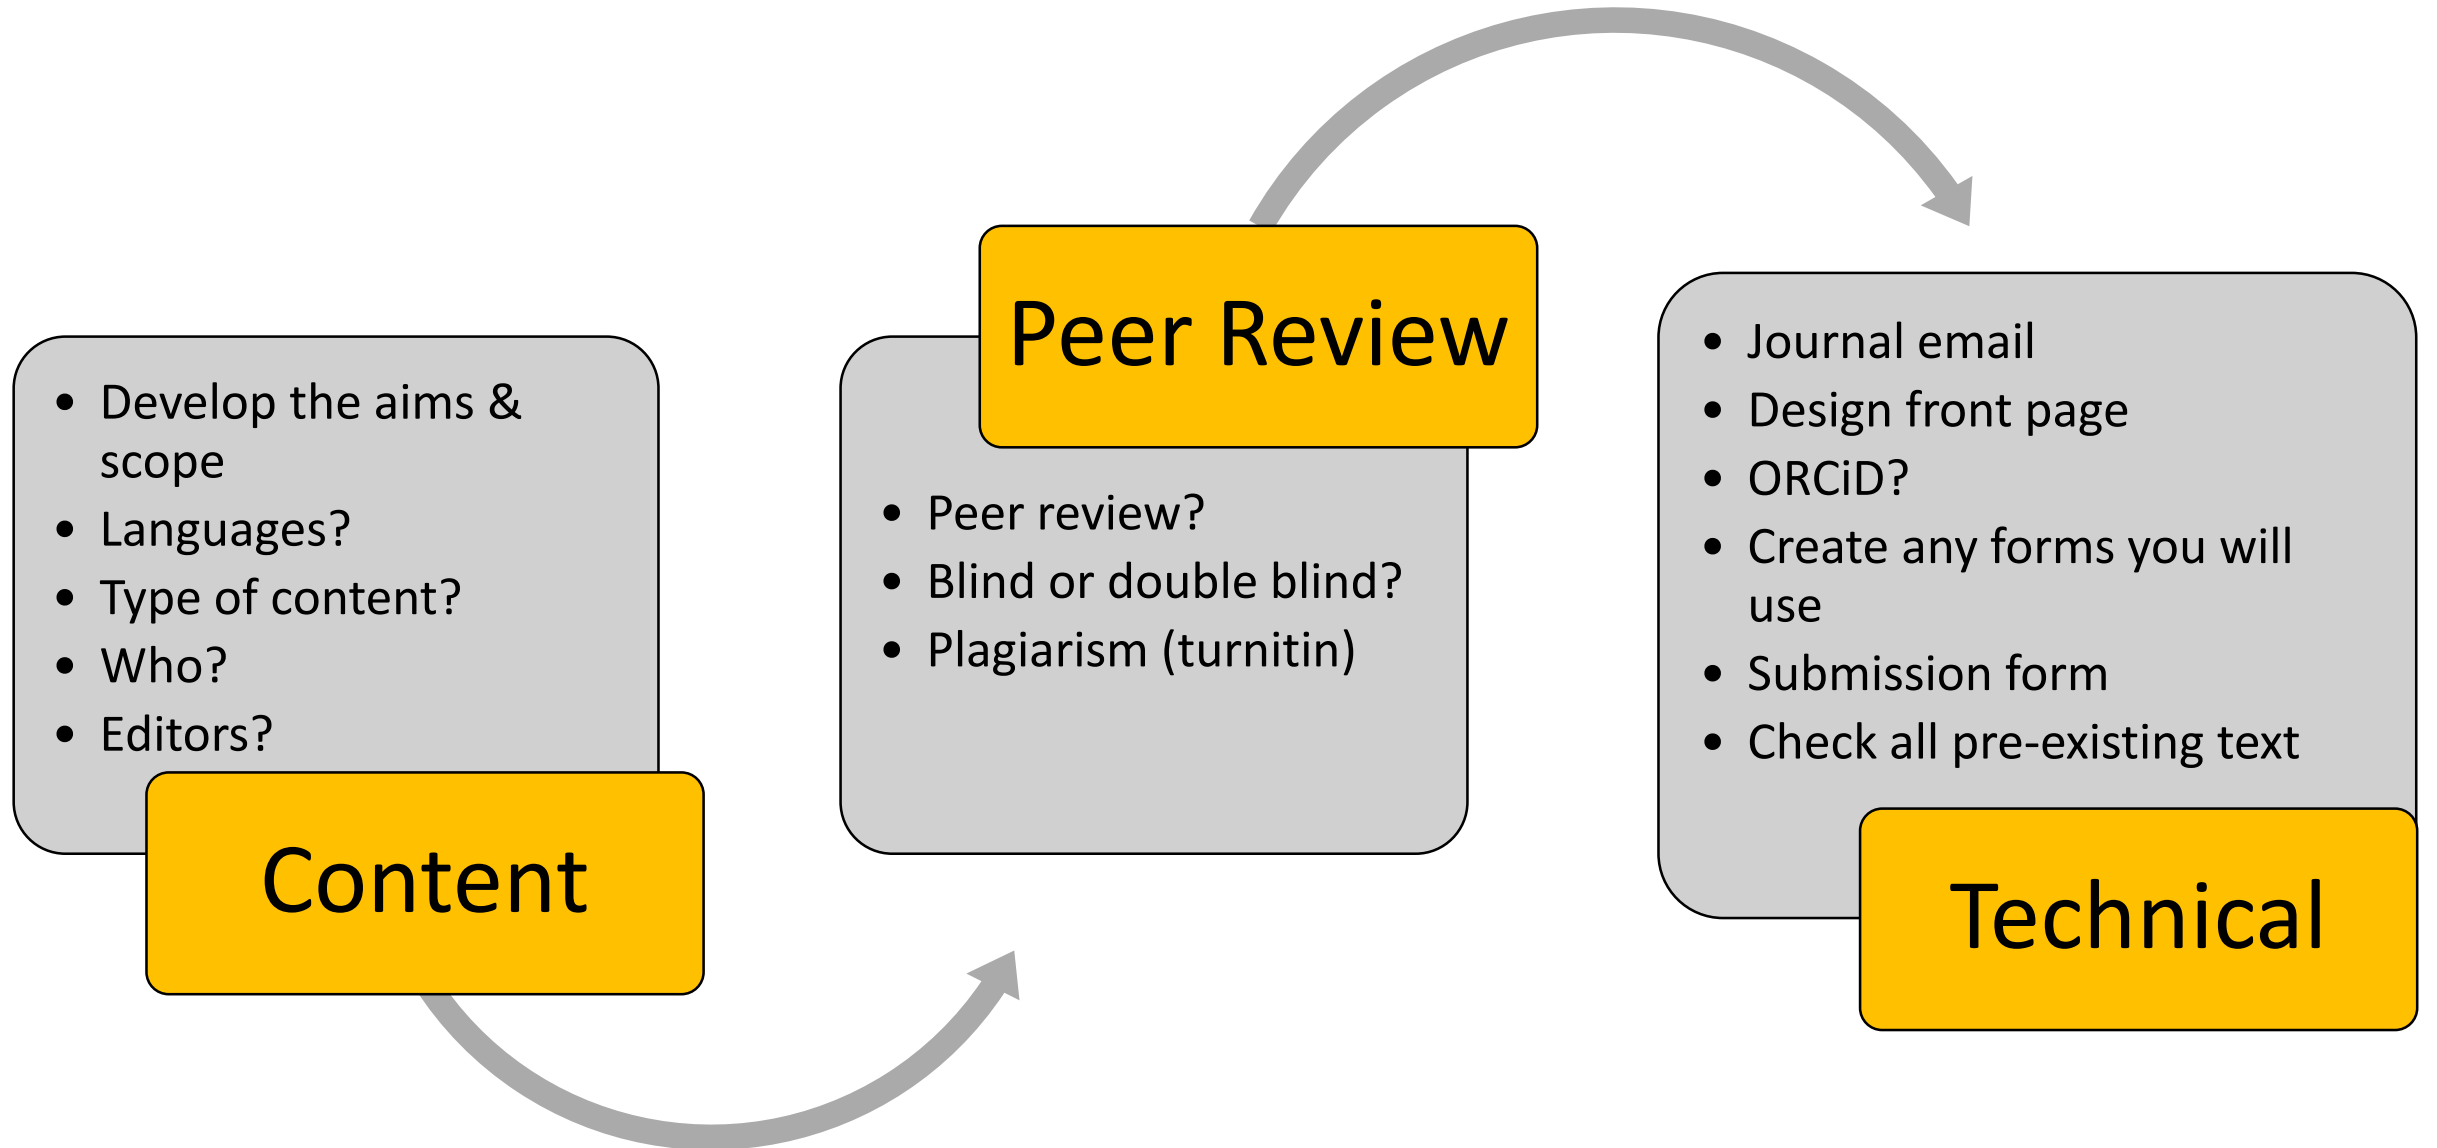 • Develop the aims &
scope
• Languages?
• Type of content?
• Who?
• Editors?
Content
Peer Review
• Peer review?
• Blind or double blind?
• Plagiarism (turnitin)
• Journal email
• Design front page
• ORCiD?
• Create any forms you will
use
• Submission form
• Check all pre-existing text
Technical